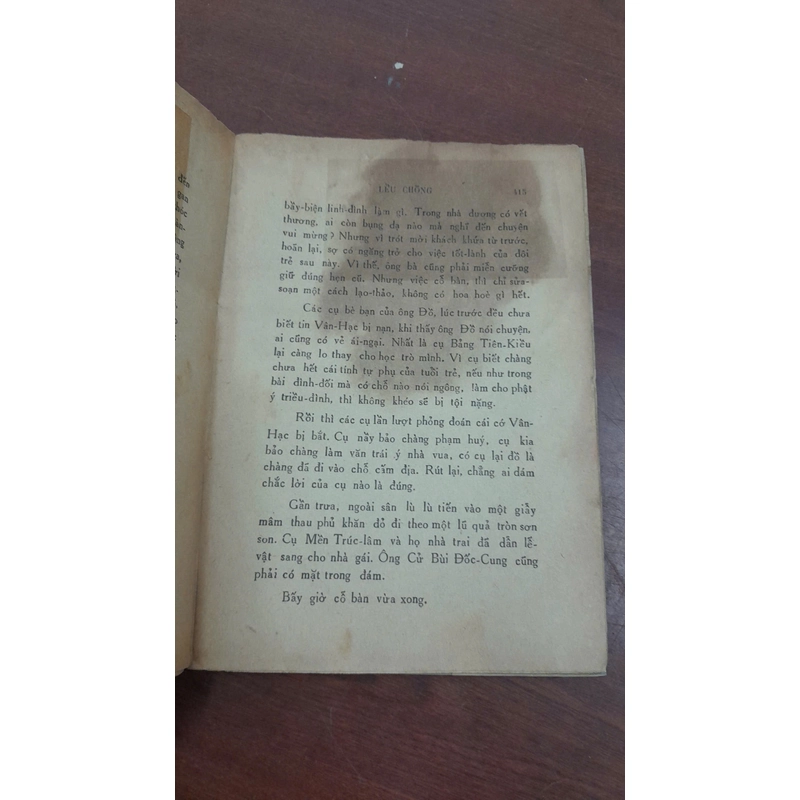 đến
gan
hóc
ần.
ng
ều,
ời
LỀU CHÕNG 415
bầy-biện linh-đình làm gì. Trong nhà đương có vết
thương, ai còn bụng dạ nào mà nghĩ đến chuyện
vui mừng? Nhưng vì trót mời khách khứa từ trước,
hoãn lại, sợ có ngăng trở cho việc tốt-lành của đôi
trẻ sau này. Vì thế, ông bà cũng phải miễn cưỡng
giữ đúng hẹn cũ. Nhưng việc cỗ bàn, thì chỉ sửa-
soạn một cách lạo-thảo, không có hoa hoè gì hết.
Các cụ bè bạn của ông Đồ, lúc trước đều chưa
biết tin Vân-Hạc bị nạn, khi thấy ông Đồ nói chuyện,
ai cũng có vẻ ái-ngại. Nhất là cụ Bảng Tiên-Kiều
lại càng lo thay cho học trò mình. Vì cụ biết chàng
chưa hết cái tính tự phụ của tuổi trẻ, nếu như trong
bài đình-đối mà có chỗ nào nói ngông, làm cho phật
ý triều-đình, thì không khéo sẽ bị tội nặng.
Rồi thì các cụ lần lượt phỏng đoán cái cớ Vân-
Hạc bị bắt. Cụ nầy bảo chàng phạm huý, cụ kia
bảo chàng làm văn trái ý nhà vua, có cụ lại đồ là
chàng đã đi vào chỗ cấm địa. Rút lại, chẳng ai dám
chắc lời của cụ nào là đúng.
Gần trưa, ngoài sân lù lù tiến vào một giẫy
mâm thau phủ khăn đỏ đi theo một lũ quả tròn sơn
son. Cụ Mền Trúc-lâm và họ nhà trai đã dẫn lễ-
vật sang cho nhà gái. Ông Cử Bùi Đốc-Cung cũng
phải có mặt trong đám.
Bấy giờ cỗ bàn vừa xong,